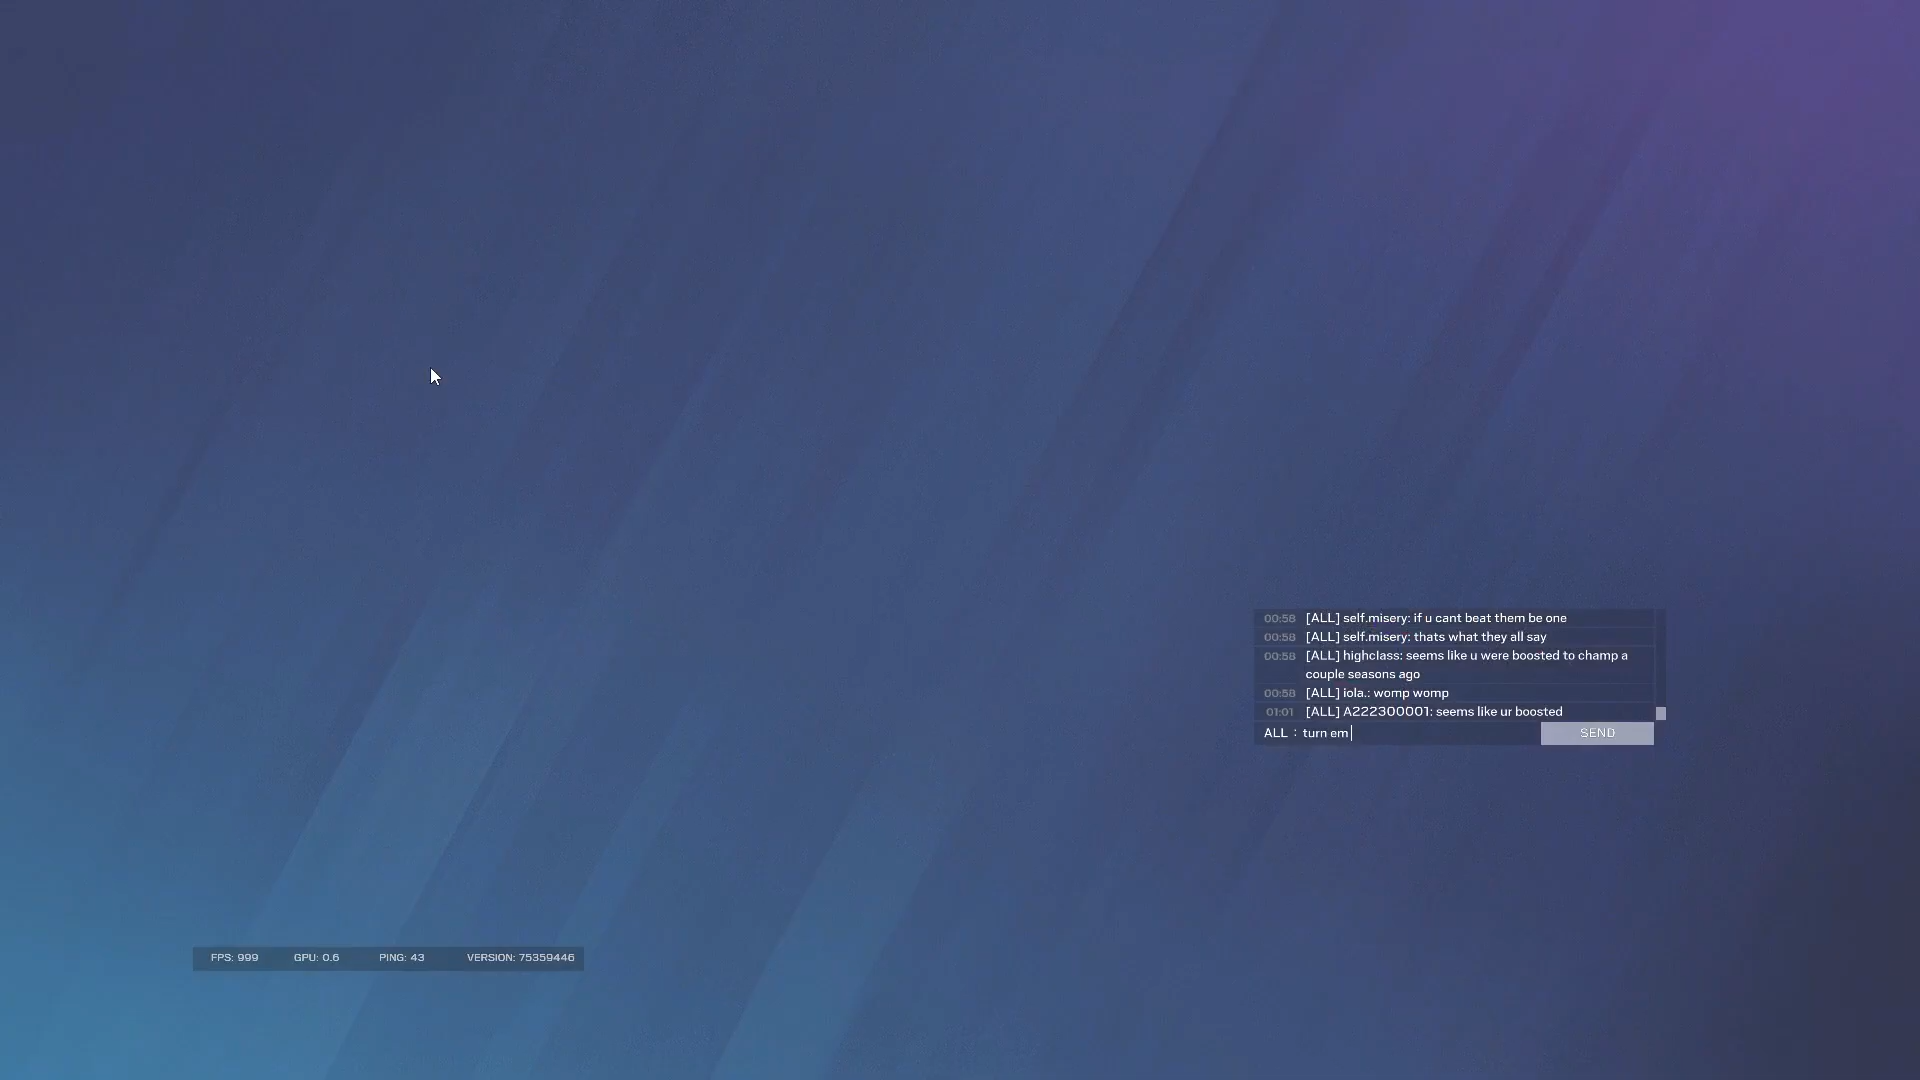 00:58 [ALL] self.misery: if u cant beat them be one
00:58 [ALL] self.misery: thats what they all say
00:58 [ALL] highclass: seems like u were boosted to champ a
couple seasons ago
00:58 [ALL] iola.: womp womp
01:01 [ALL] A222300001: seems like ur boosted
ALL : turn em SEND
FPS: 999 GPU: 0.6 PING: 43 VERSION: 75359446